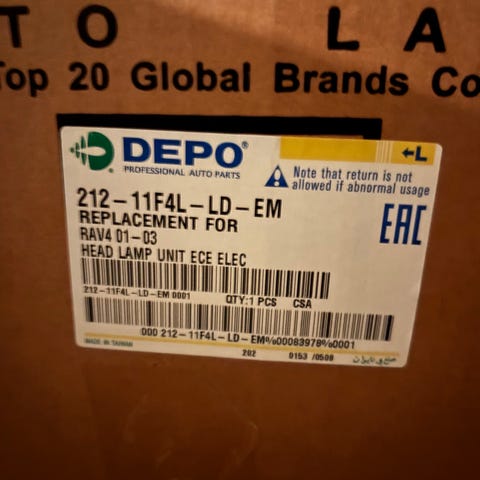 TO LA
Top 20 Global Brands Co
DEPO®
PROFESSIONAL AUTO PARTS
←L
Note that return is not
allowed if abnormal usage
212-11F4L-LD-EM
REPLACEMENT FOR
RAV4 01-03
HEAD LAMP UNIT ECE ELEC
EAC
212-11F4L-LD-EM 0001 QTY:1 PCS CSA
000 212-11F4L-LD-EM%00083978%0001
MADE IN TAIWAN
202 0153 /0508